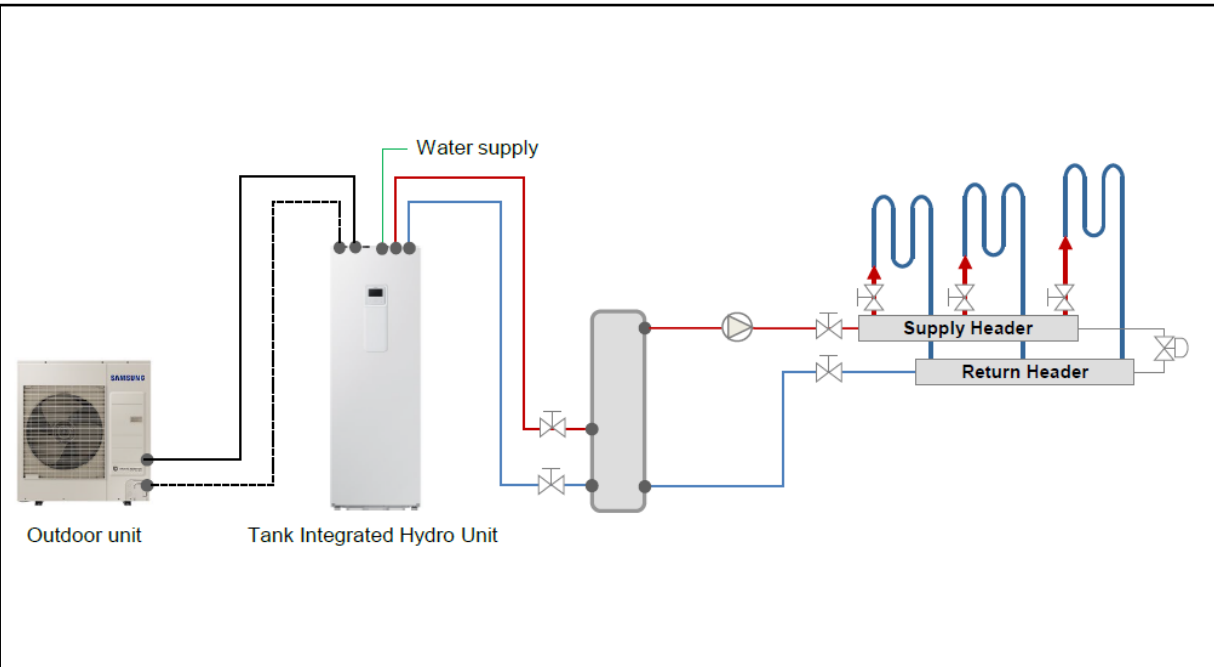 Water supply
Supply Header
Return Header
SAMSUNG
Outdoor unit
Tank Integrated Hydro Unit